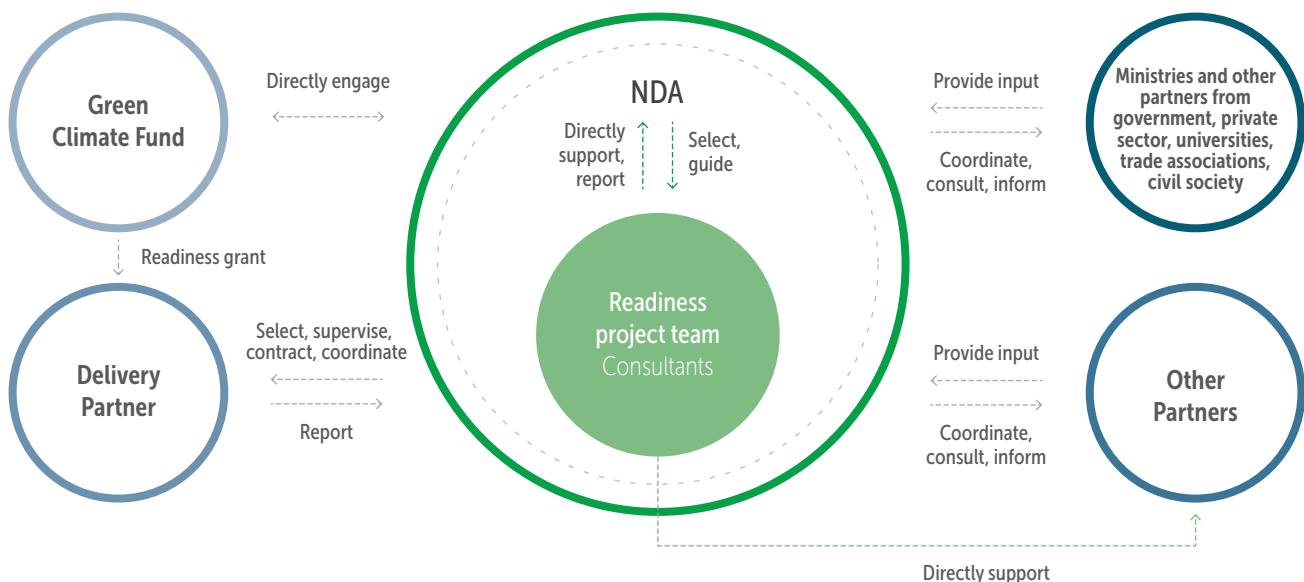 Green
Climate Fund
Directly engage
Readiness grant
Delivery
Partner
Select, supervise,
contract, coordinate
Report
NDA
Directly
support,
report
Select,
guide
Readiness
project team
Consultants
Provide input
Coordinate,
consult, inform
Ministries and other
partners from
government, private
sector, universities,
trade associations,
civil society
Provide input
Coordinate,
consult, inform
Other
Partners
Directly support